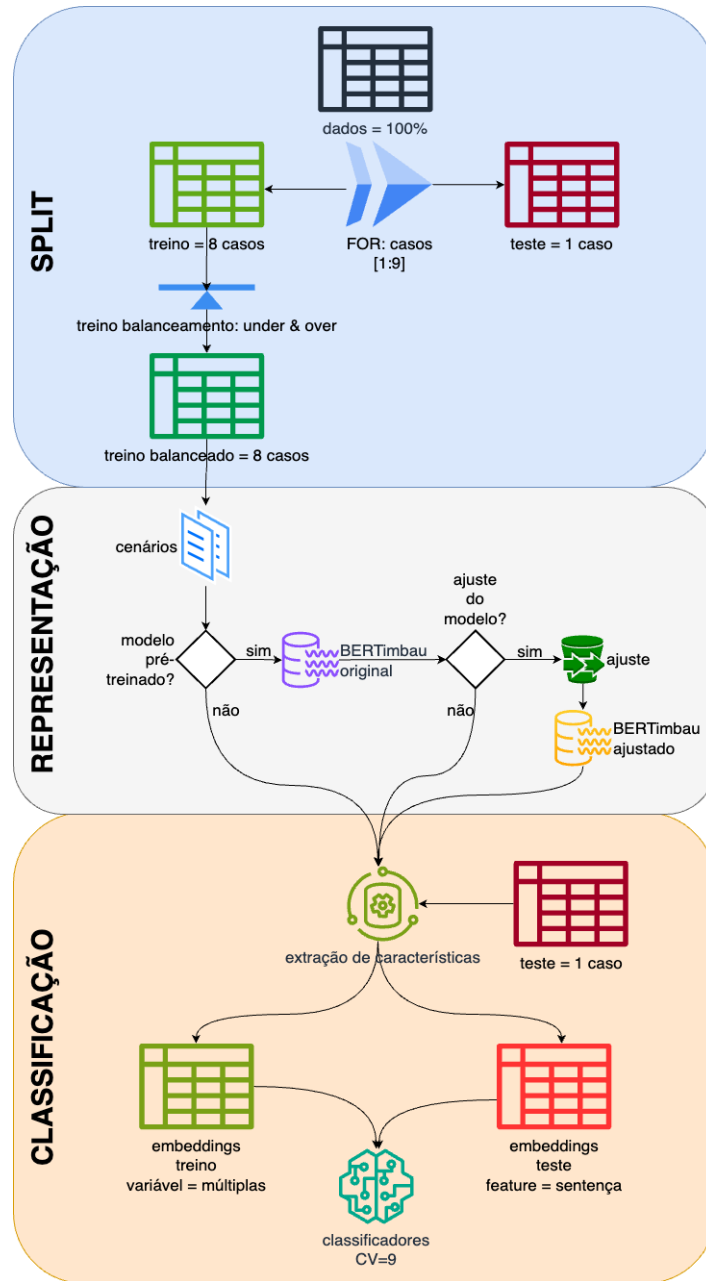 SPLIT
dados = 100%
treino = 8 casos
FOR: casos
[1:9]
teste = 1 caso
treino balanceamento: under & over
treino balanceado = 8 casos
REPRESENTAÇÃO
cenários
modelo
pré-
treinado?
sim
não
BERTimbau
original
ajuste
do
modelo?
sim
não
ajuste
BERTimbau
ajustado
CLASSIFICAÇÃO
extração de características
teste = 1 caso
embeddings
treino
variável = múltiplas
embeddings
teste
feature = sentença
classificadores
CV=9